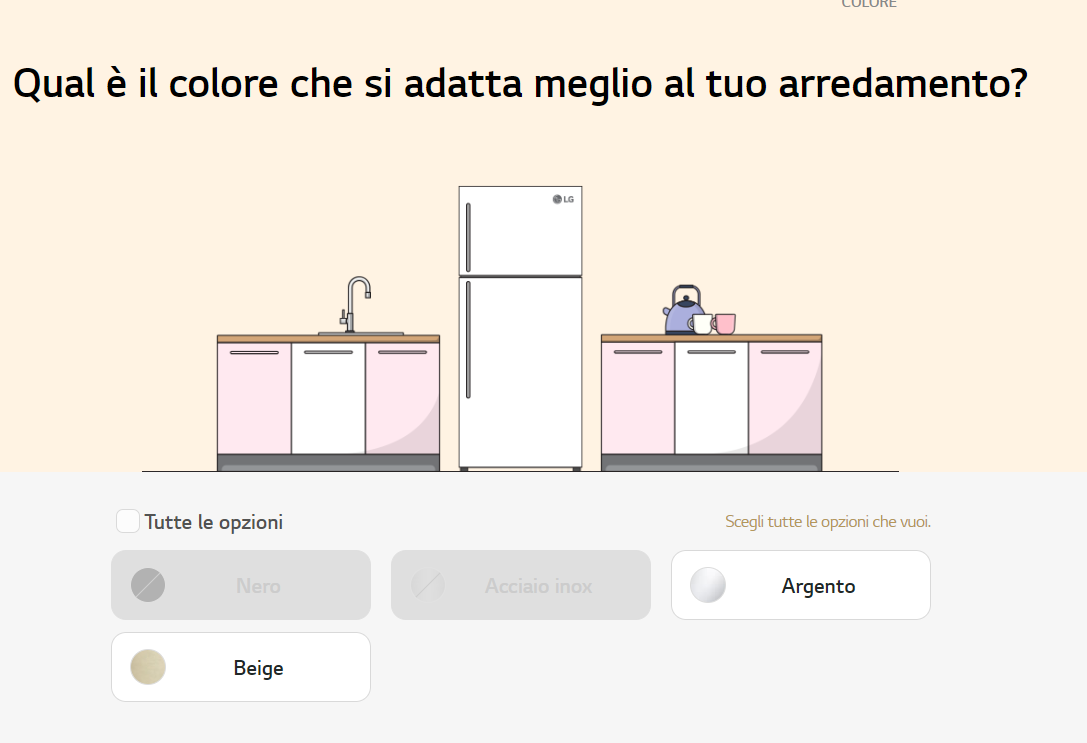 COLORE
Qual è il colore che si adatta meglio al tuo arredamento?
LG
Tutte le opzioni
Scegli tutte le opzioni che vuoi.
Nero
Acciaio inox
Argento
Beige